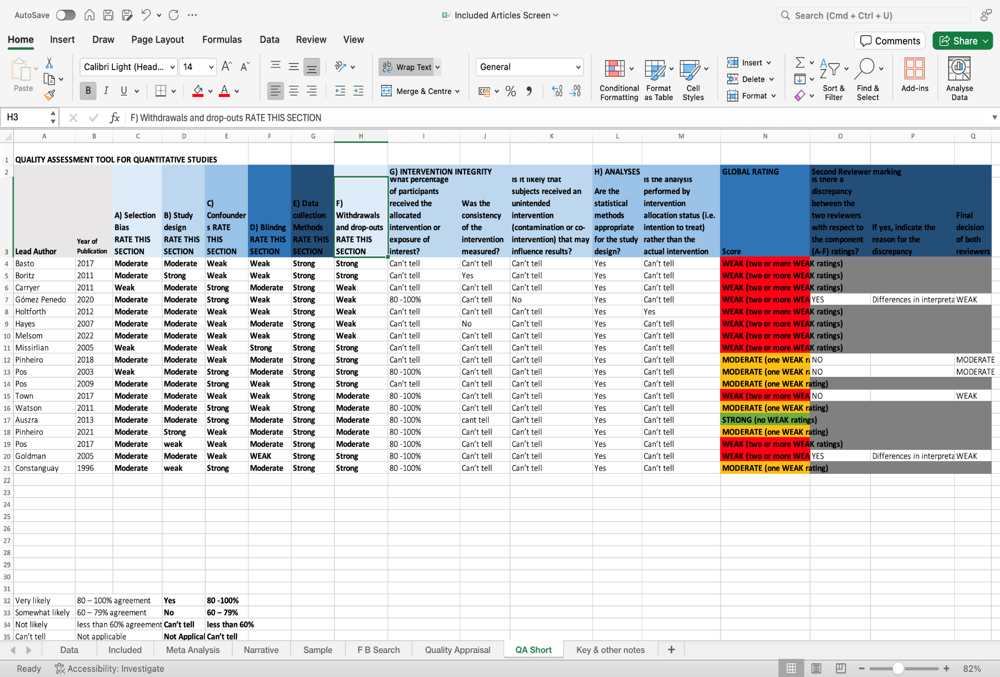 AutoSave
Included Articles Screen
Search (Cmd + Ctrl + U)
Home Insert Draw Page Layout Formulas Data Review View
Comments Share
Paste
Calibri Light (Head... 14
B I U
Wrap Text
Merge & Centre
General
Conditional Formatting
Format as Table
Cell Styles
Insert
Delete
Format
Sort & Filter
Find & Select
Add-ins
Analyse Data
H3 fx F) Withdrawals and drop-outs RATE THIS SECTION
A B C D E F G H I J K L M N O P Q
1 QUALITY ASSESSMENT TOOL FOR QUANTITATIVE STUDIES
2 G) INTERVENTION INTEGRITY H) ANALYSES GLOBAL RATING Second Reviewer marking
3 Lead Author
Year of Publication
A) Selection Bias RATE THIS SECTION
B) Study design RATE THIS SECTION
C) Confounder s RATE THIS SECTION
D) Blindng RATE THIS SECTION
E) Data collection Methods RATE THIS SECTION
F) Withdrawals and drop-outs RATE THIS SECTION
What percentage of participants received the allocated intervention or exposure of interest?
Was the consistency of the intervention measured?
Is it likely that subjects received an unintended intervention (contamination or co-intervention) that may influence results?
Are the statistical methods appropriate for the study design?
Is the analysis performed by intervention allocation status (i.e. intention to treat) rather than the actual intervention
Score
Is there a discrepancy between the two reviewers with respect to the component (A-F) ratings?
If yes, indicate the reason for the discrepancy
Final decision of both reviewers
4 Basto 2017 Moderate Moderate Weak Weak Strong Strong Can't tell Can't tell Can't tell Yes Can't tell WEAK (two or more WEAK ratings)
5 Boritz 2011 Moderate Strong Weak Weak Strong Strong Can't tell Yes Can't tell Yes Can't tell WEAK (two or more WEAK ratings)
6 Carryer 2011 Weak Moderate Strong Moderate Strong Weak Can't tell Can't tell Can't tell Yes Can't tell WEAK (two or more WEAK ratings)
7 Gómez Penedo 2020 Moderate Moderate Strong Weak Strong Weak 80 -100% Can't tell No Yes Can't tell WEAK (two or more WEA YES Differences in interpreta WEAK
8 Holtforth 2012 Moderate Moderate Weak Weak Strong Weak Can't tell Can't tell Can't tell Yes Yes WEAK (two or more WEAK ratings)
9 Hayes 2007 Moderate Moderate Weak Moderate Strong Weak Can't tell No Can't tell Yes Can't tell WEAK (two or more WEAK ratings)
10 Melsom 2022 Moderate Moderate Weak Weak Strong Weak Can't tell Can't tell Can't tell Yes Can't tell WEAK (two or more WEAK ratings)
11 Missirlian 2005 Weak Moderate Weak Strong Strong Strong Can't tell Can't tell Can't tell Yes Can't tell WEAK (two or more WEAK ratings)
12 Pinheiro 2018 Moderate Moderate Weak Moderate Strong Strong Can't tell Can't tell Can't tell Yes Can't tell MODERATE (one WEAK r NO MODERATE
13 Pos 2003 Weak Moderate Strong Moderate Strong Strong 80 -100% Can't tell Can't tell Yes Can't tell MODERATE (one WEAK r NO MODERATE
14 Pos 2009 Moderate Moderate Strong Weak Strong Strong Can't tell Can't tell Can't tell Yes Can't tell MODERATE (one WEAK rating)
15 Town 2017 Moderate Moderate Weak Weak Strong Moderate 80 -100% Can't tell Can't tell Yes Can't tell WEAK (two or more WEA NO WEAK
16 Watson 2011 Moderate Moderate Strong Weak Strong Moderate 80 -100% Can't tell Can't tell Yes Can't tell MODERATE (one WEAK rating)
17 Auszra 2013 Moderate Moderate Strong Moderate Strong Moderate 80 -100% cant tell Can't tell Yes Can't tell STRONG (no WEAK ratings)
18 Pinheiro 2021 Moderate Strong Weak Moderate Strong Moderate 80 -100% Can't tell Can't tell Yes Can't tell MODERATE (one WEAK rating)
19 Pos 2017 Moderate weak Weak Moderate Strong Moderate 80 -100% Can't tell Can't tell Yes Can't tell WEAK (two or more WEAK ratings)
20 Goldman 2005 Moderate Moderate Weak WEAK Strong Strong 80 -100% Can't tell Can't tell Yes Can't tell WEAK (two or more WEA YES Differences in interpreta WEAK
21 Constanguay 1996 Moderate weak Strong Moderate Strong Strong 80 -100% Can't tell Can't tell Yes Can't tell MODERATE (one WEAK rating)
22
23
24
25
26
27
28
29
30
31
32 Very likely 80 – 100% agreement Yes 80 -100%
33 Somewhat likely 60 – 79% agreement No 60 – 79%
34 Not likely less than 60% agreement Can't tell less than 60%
35 Can't tell Not applicable Not Applical Can't tell
Data Included Meta Analysis Narrative Sample F B Search Quality Appraisal QA Short Key & other notes +
Ready Accessibility: Investigate 82%